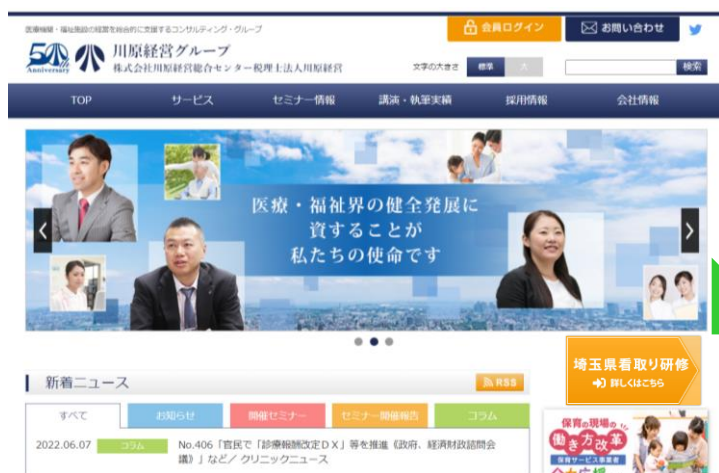 医療機関・福祉施設の経営を総合的に支援するコンサルティング・グループ
会員ログイン
お問い合わせ
50th
Anniversary
川原経営グループ
株式会社川原経営総合センター税理士法人川原経営
文字の大きさ 標準 大
検索
TOP サービス セミナー情報 講演・執筆実績 採用情報 会社情報
医療・福祉界の健全発展に
資することが
私たちの使命です
埼玉県看取り研修
詳しくはこちら
新着ニュース
RSS
すべて お知らせ 開催セミナー セミナー開催報告 コラム
2022.06.07 コラム No.406「官民で「診療報酬改定DX」等を推進《政府、経済財政諮問会
議》」など/ クリニックニュース
保育の現場の
働き方改革
保育サービス事業者